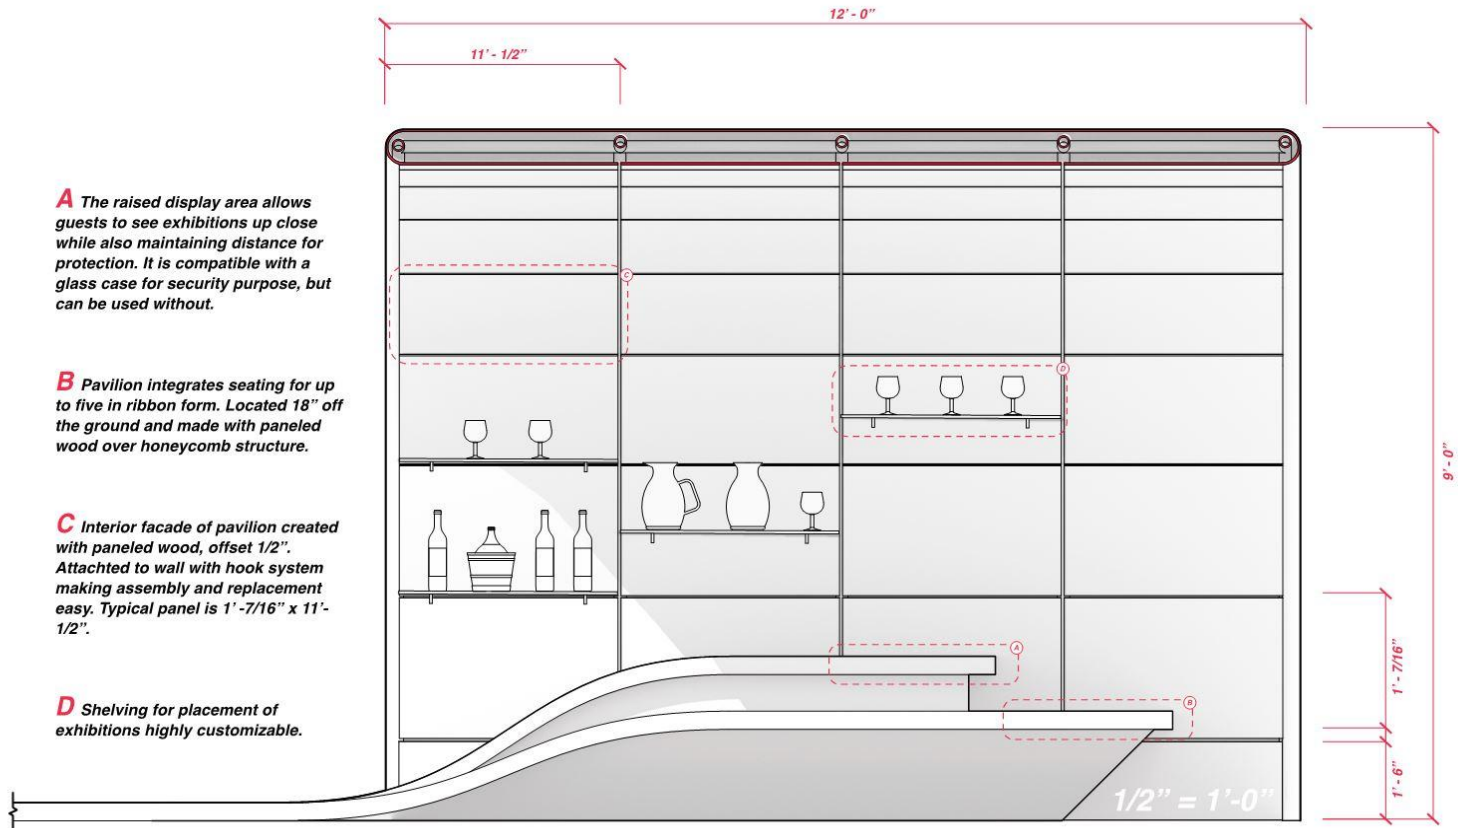 12' - 0"
11' - 1/2"
A The raised display area allows
guests to see exhibitions up close
while also maintaining distance for
protection. It is compatible with a
glass case for security purpose, but
can be used without.
B Pavilion integrates seating for up
to five in ribbon form. Located 18” off
the ground and made with paneled
wood over honeycomb structure.
C Interior facade of pavilion created
with paneled wood, offset 1/2”.
Attachted to wall with hook system
making assembly and replacement
easy. Typical panel is 1’ -7/16” x 11’-
1/2”.
D Shelving for placement of
exhibitions highly customizable.
C
D
A
B
9’ - 0”
1’ - 7/16”
1’ - 6”
1/2” = 1’-0”